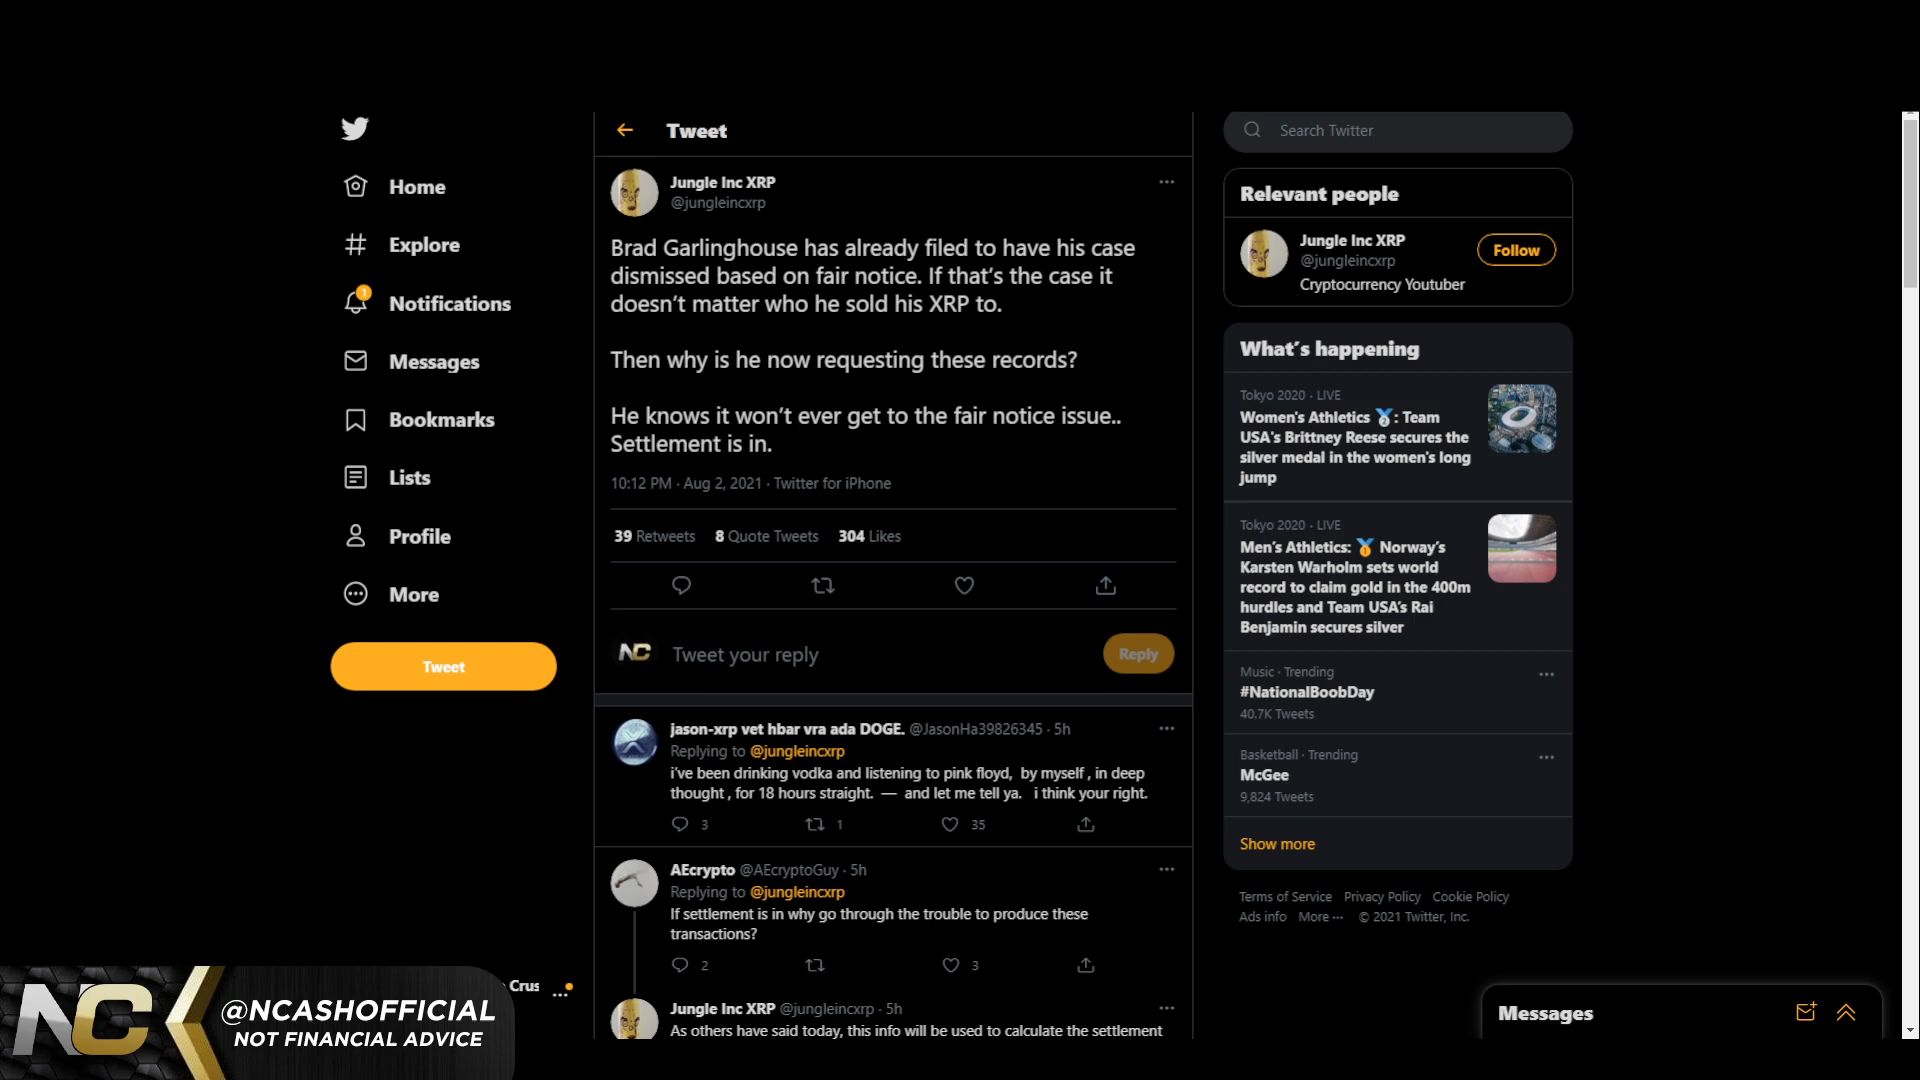 Home
Explore
1
Notifications
Messages
Bookmarks
Lists
Profile
More
Tweet
Tweet
Jungle Inc XRP
@jungleincxrp
Brad Garlinghouse has already filed to have his case
dismissed based on fair notice. If that's the case it
doesn't matter who he sold his XRP to.
Then why is he now requesting these records?
He knows it won't ever get to the fair notice issue..
Settlement is in.
10:12 PM · Aug 2, 2021 · Twitter for iPhone
39 Retweets 8 Quote Tweets 304 Likes
NC Tweet your reply Reply
jason-xrp vet hbar vra ada DOGE. @JasonHa39826345 · 5h
Replying to @jungleincxrp
i've been drinking vodka and listening to pink floyd, by myself , in deep
thought , for 18 hours straight. — and let me tell ya. i think your right.
3 1 35
AEcrypto @AEcryptoGuy · 5h
Replying to @jungleincxrp
If settlement is in why go through the trouble to produce these
transactions?
2 3
Jungle Inc XRP @jungleincxrp · 5h
As others have said today, this info will be used to calculate the settlement
Search Twitter
Relevant people
Jungle Inc XRP
@jungleincxrp
Follow
Cryptocurrency Youtuber
What's happening
Tokyo 2020 · LIVE
Women's Athletics 🥈: Team
USA's Brittney Reese secures the
silver medal in the women's long
jump
Tokyo 2020 · LIVE
Men's Athletics: 🥇 Norway's
Karsten Warholm sets world
record to claim gold in the 400m
hurdles and Team USA's Rai
Benjamin secures silver
Music · Trending
#NationalBoobDay
40.7K Tweets
Basketball · Trending
McGee
9,824 Tweets
Show more
Terms of Service Privacy Policy Cookie Policy
Ads info More ··· © 2021 Twitter, Inc.
Messages
Crus
NC
@NCASHOFFICIAL
NOT FINANCIAL ADVICE